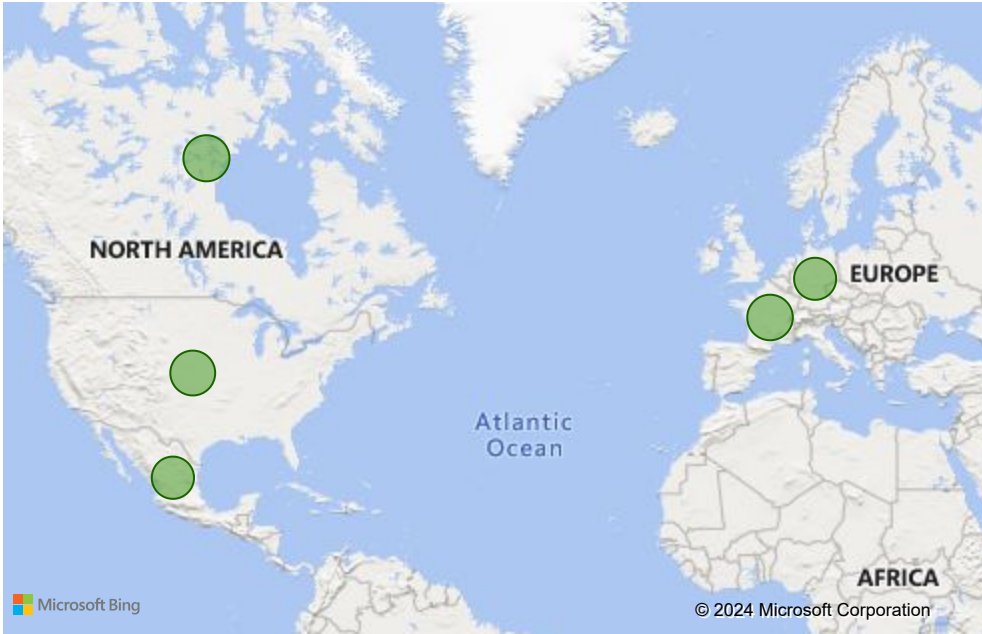 NORTH AMERICA
EUROPE
Atlantic
Ocean
AFRICA
Microsoft Bing
© 2024 Microsoft Corporation